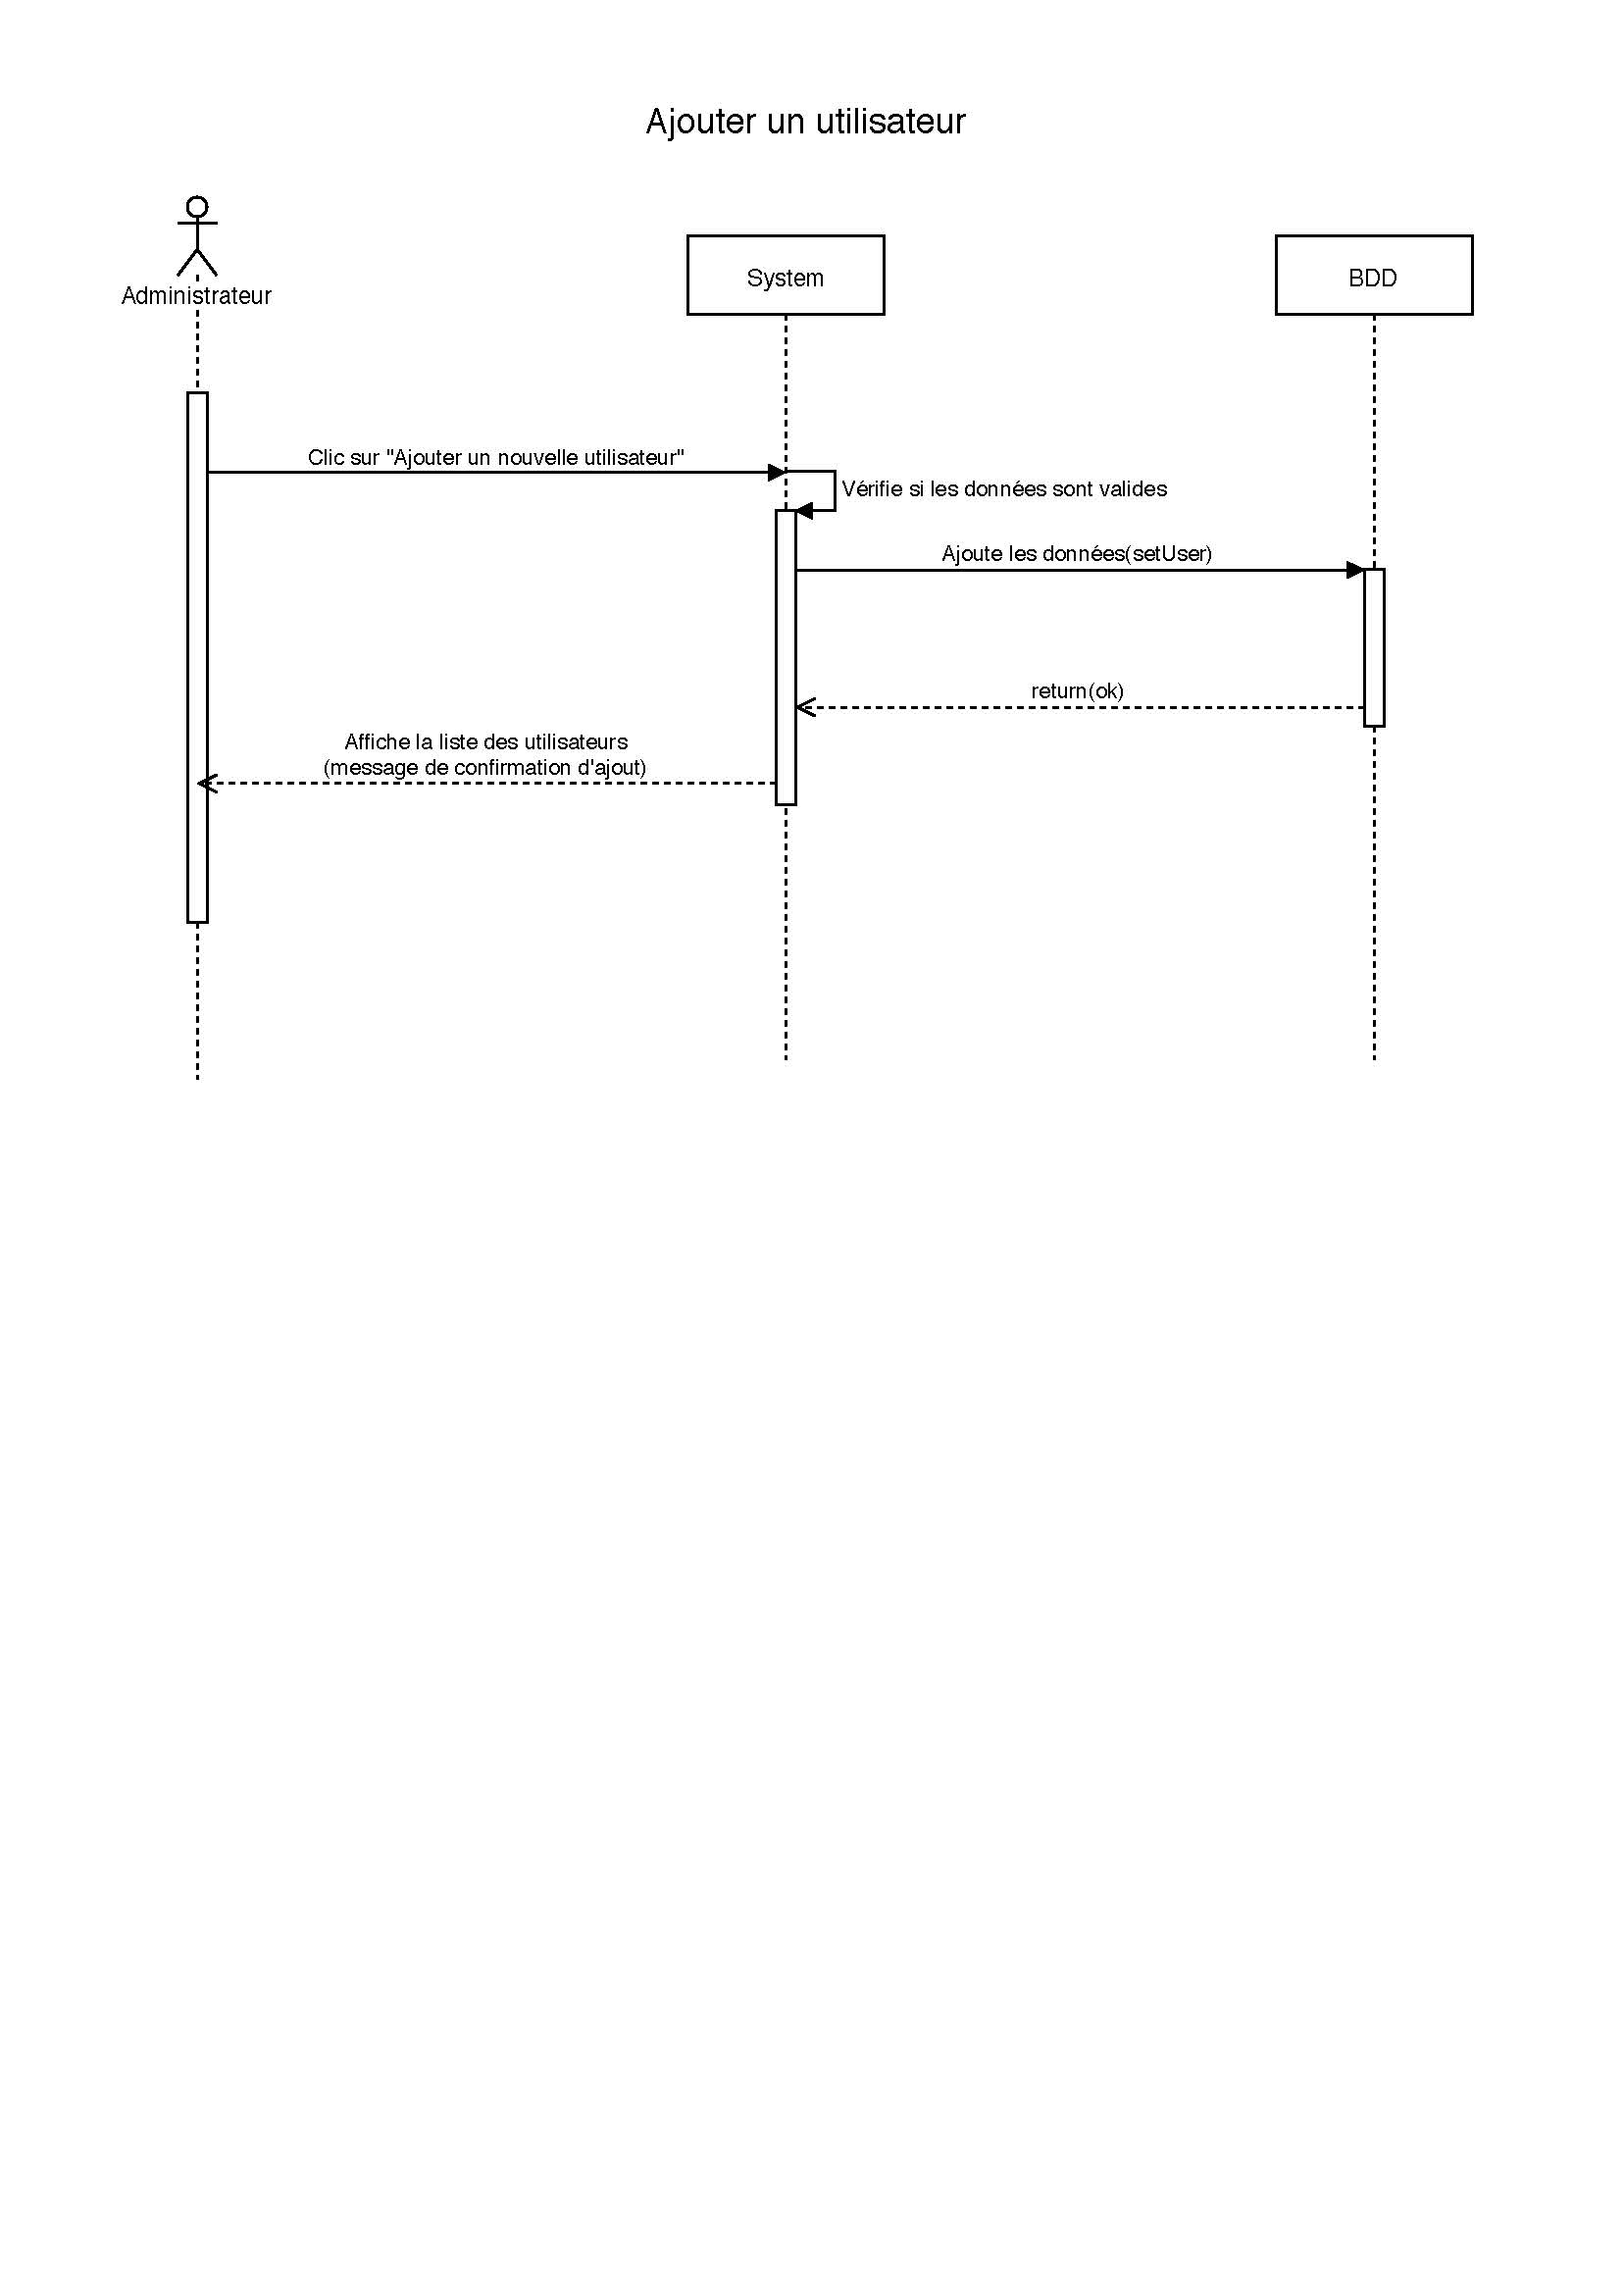 Ajouter un utilisateur
Administrateur
System
BDD
Clic sur "Ajouter un nouvelle utilisateur"
Vérifie si les données sont valides
Ajoute les données(setUser)
return(ok)
Affiche la liste des utilisateurs
(message de confirmation d'ajout)